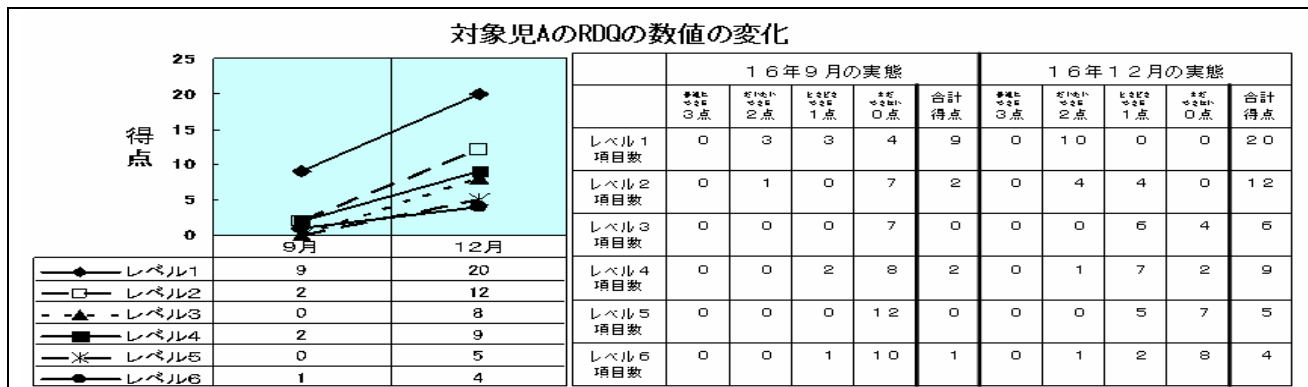 対象児AのRDQの数値の変化
25
20
15
10
5
0
得点
9月 12月
レベル1 9 20
レベル2 2 12
レベル3 0 8
レベル4 2 9
レベル5 0 5
レベル6 1 4
16年9月の実態 16年12月の実態
3点 2点 1点 0点 合計得点 3点 2点 1点 0点 合計得点
レベル1項目数 0 3 3 4 9 0 10 0 0 20
レベル2項目数 0 1 0 7 2 0 4 4 0 12
レベル3項目数 0 0 0 7 0 0 0 6 4 6
レベル4項目数 0 0 2 8 2 0 1 7 2 9
レベル5項目数 0 0 0 12 0 0 0 5 7 5
レベル6項目数 0 0 1 10 1 0 1 2 8 4